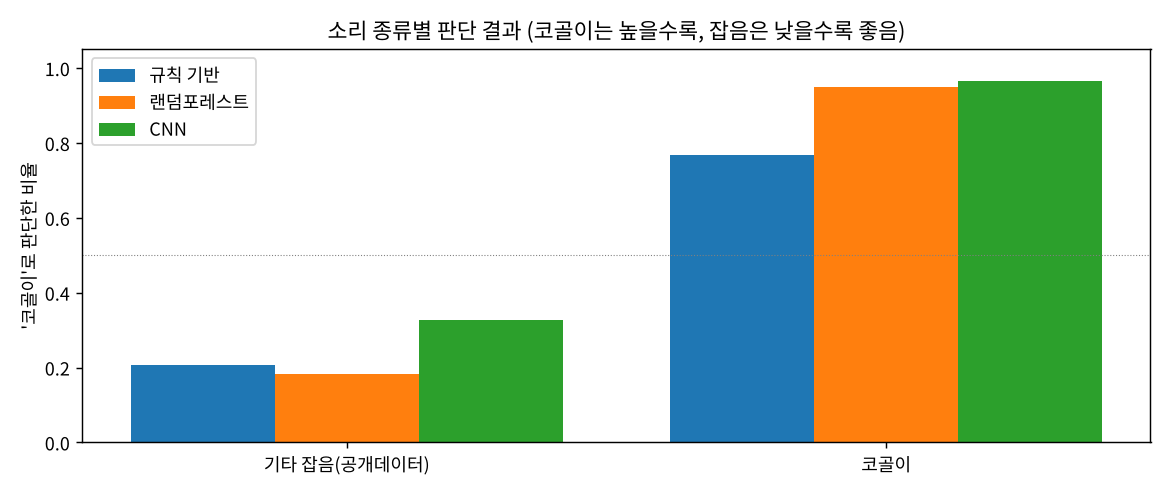 소리 종류별 판단 결과 (코골이는 높을수록, 잡음은 낮을수록 좋음)
규칙 기반
랜덤포레스트
CNN
'코골이'로 판단한 비율
1.0
0.8
0.6
0.4
0.2
0.0
기타 잡음(공개데이터)
코골이